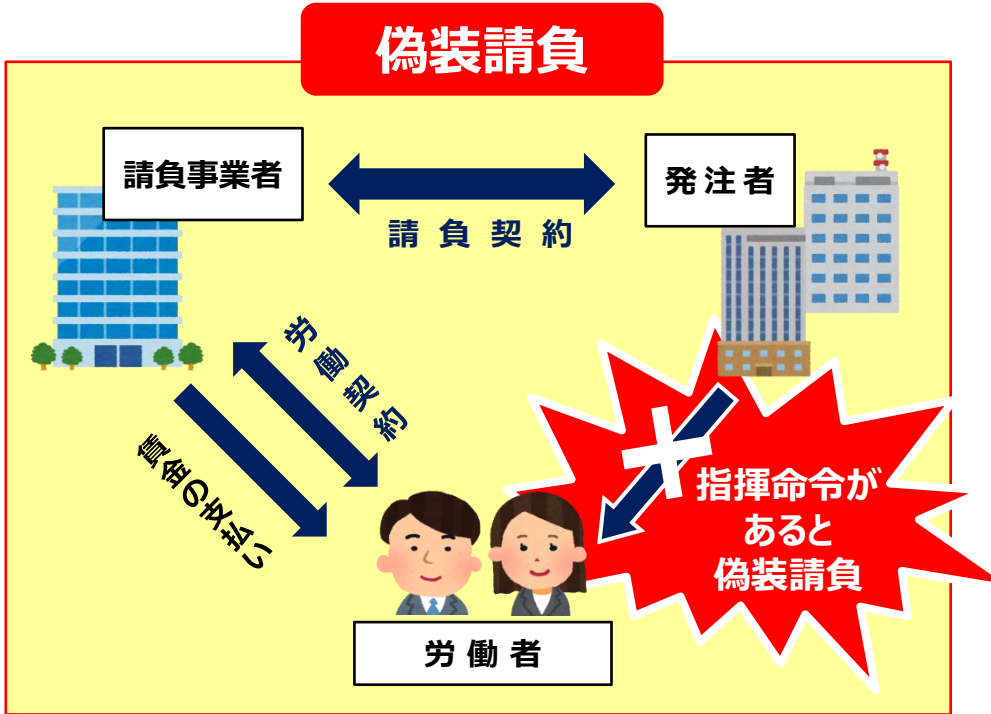 偽装請負
請負事業者
発注者
請負契約
労働契約
賃金の支払い
指揮命令が
あると
偽装請負
労働者